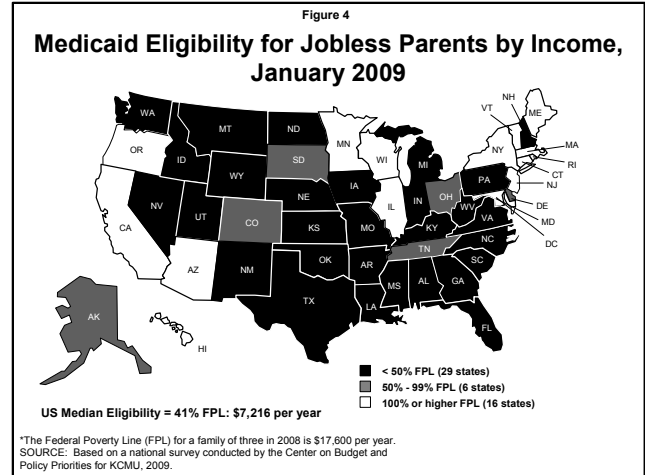 Figure 4
Medicaid Eligibility for Jobless Parents by Income,
January 2009
NH
VT
ME
WA
MT
ND
MN
OR
ID
SD
WI
NY
MA
MI
RI
WY
CT
IA
PA
NJ
NE
NV
IL
IN
OH
DE
UT
WV
MD
CO
VA
CA
KS
MO
KY
DC
NC
TN
AZ
OK
AR
SC
NM
MS
AL
GA
TX
LA
AK
FL
HI
< 50% FPL (29 states)
50% - 99% FPL (6 states)
100% or higher FPL (16 states)
US Median Eligibility = 41% FPL: $7,216 per year
*The Federal Poverty Line (FPL) for a family of three in 2008 is $17,600 per year.
SOURCE: Based on a national survey conducted by the Center on Budget and
Policy Priorities for KCMU, 2009.